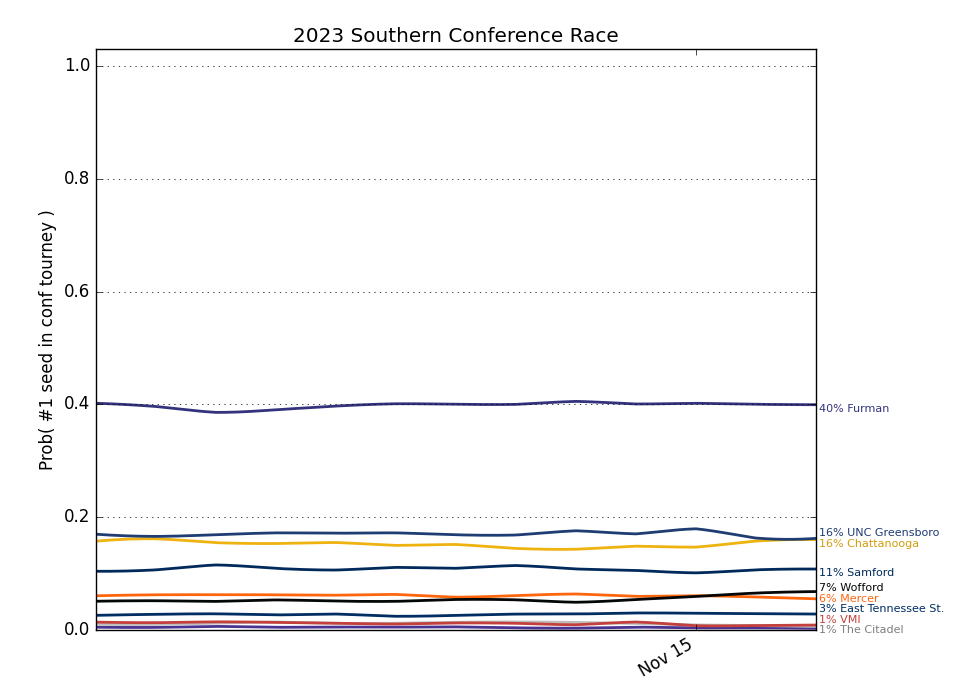 2023 Southern Conference Race
Prob( #1 seed in conf tourney )
1.0
0.8
0.6
0.4
0.2
0.0
40% Furman
16% UNC Greensboro
16% Chattanooga
11% Samford
7% Wofford
6% Mercer
3% East Tennessee St.
1% VMI
1% The Citadel
Nov 15